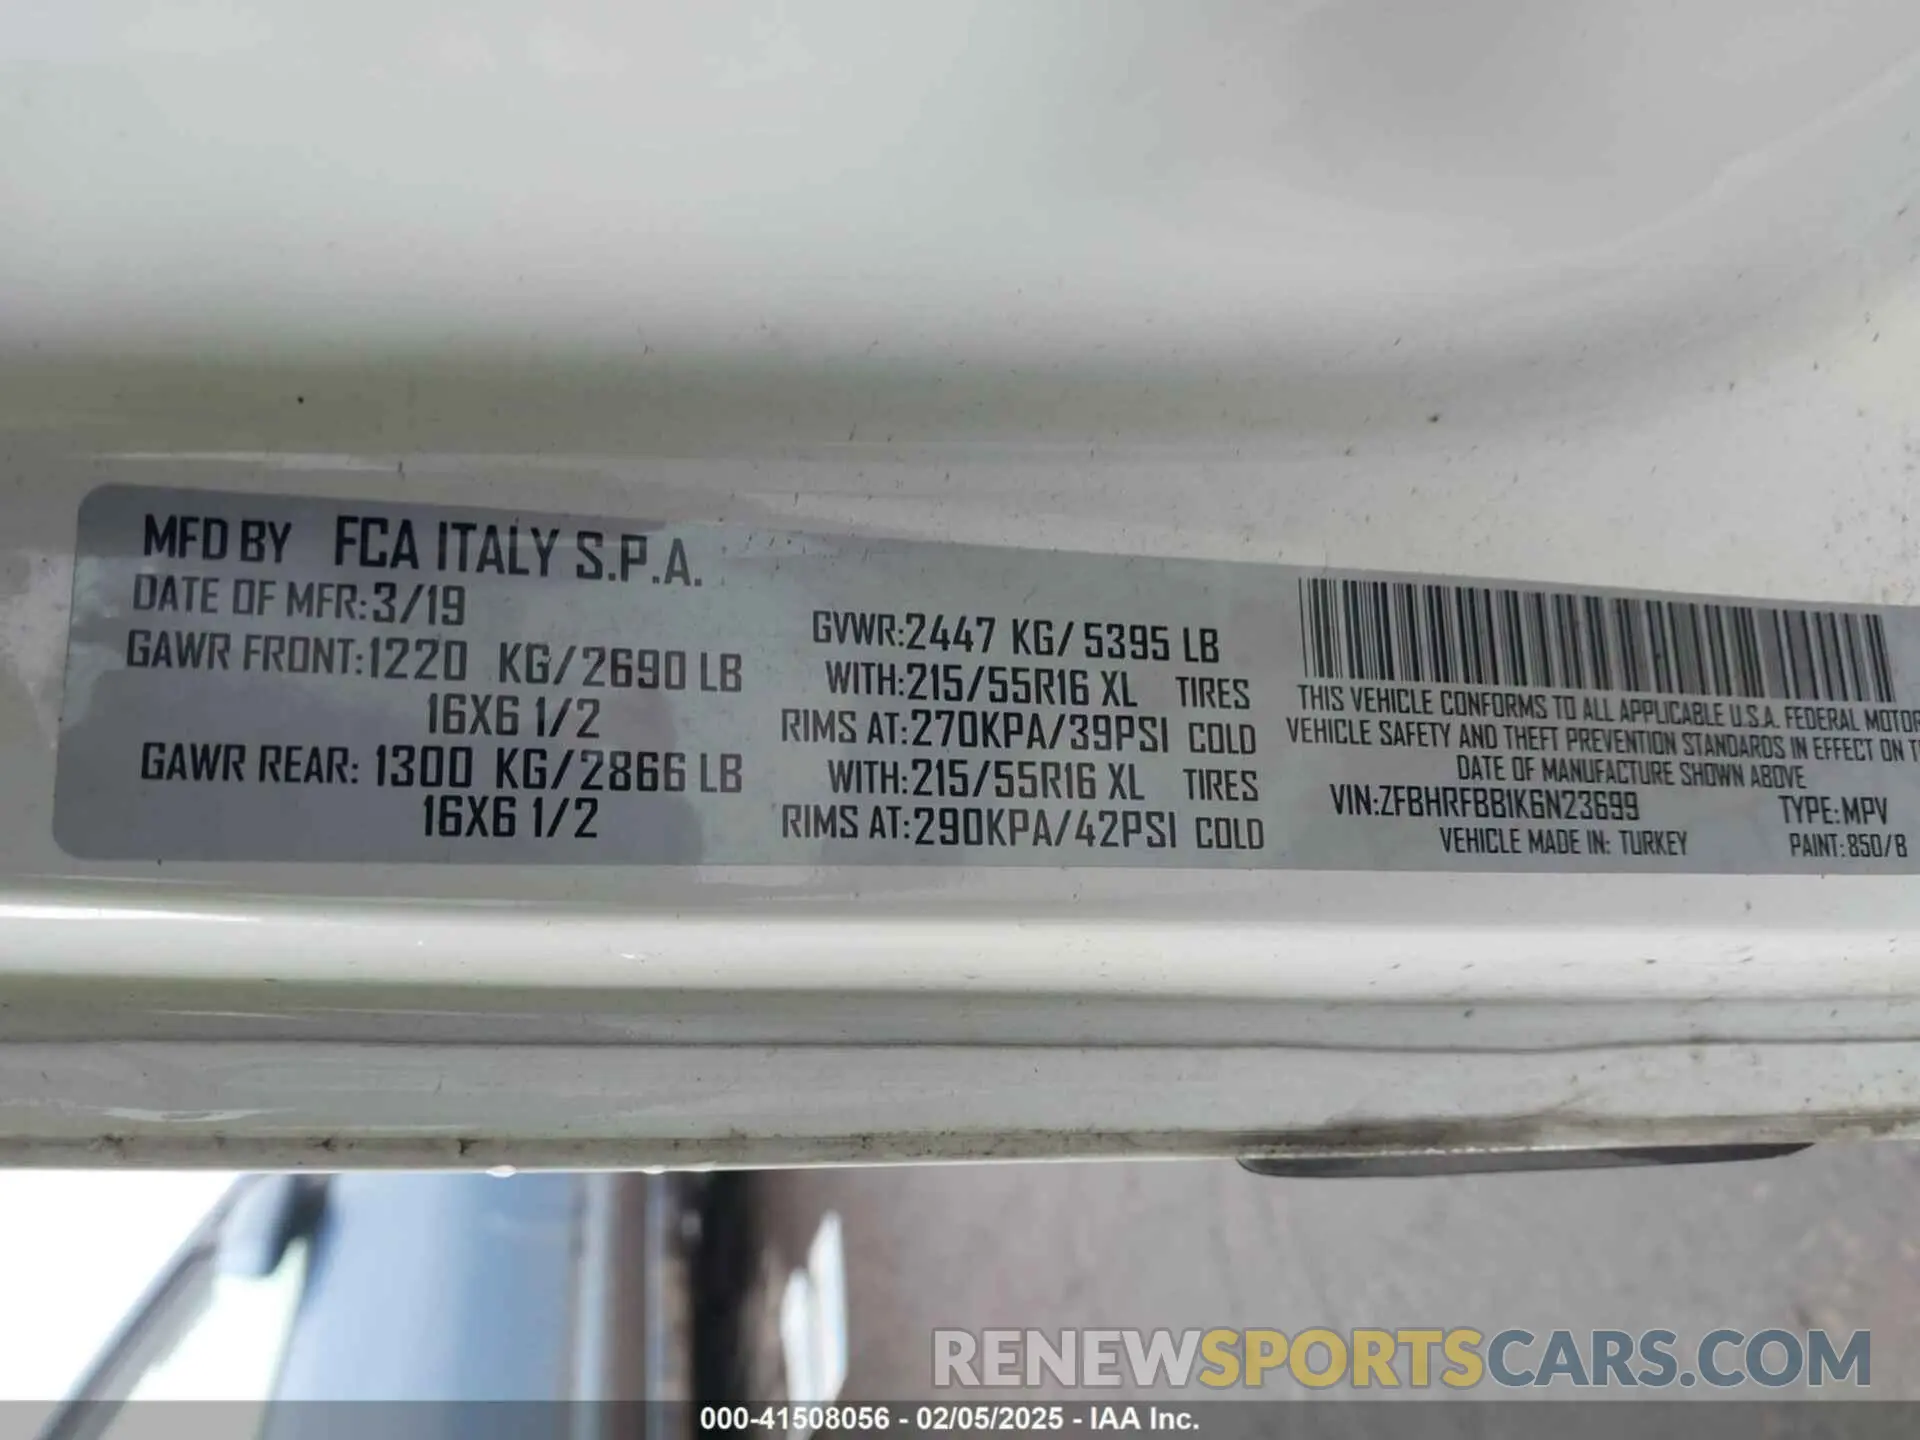 MFD BY FCA ITALY S.P.A.
DATE OF MFR:3/19
GAWR FRONT:1220 KG/2690 LB
16X6 1/2
GAWR REAR: 1300 KG/2866 LB
16X6 1/2
GVWR:2447 KG/ 5395 LB
WITH:215/55R16 XL TIRES
RIMS AT:270KPA/39PSI COLD
WITH:215/55R16 XL TIRES
RIMS AT:290KPA/42PSI COLD
THIS VEHICLE CONFORMS TO ALL APPLICABLE U.S.A. FEDERAL MOTOR
VEHICLE SAFETY AND THEFT PREVENTION STANDARDS IN EFFECT ON
DATE OF MANUFACTURE SHOWN ABOVE
VIN:ZFBHRFBB1K6N23699 TYPE:MPV
VEHICLE MADE IN: TURKEY PAINT:850/B
RENEWSPORTSCARS.COM
000-41508056 - 02/05/2025 - IAA Inc.